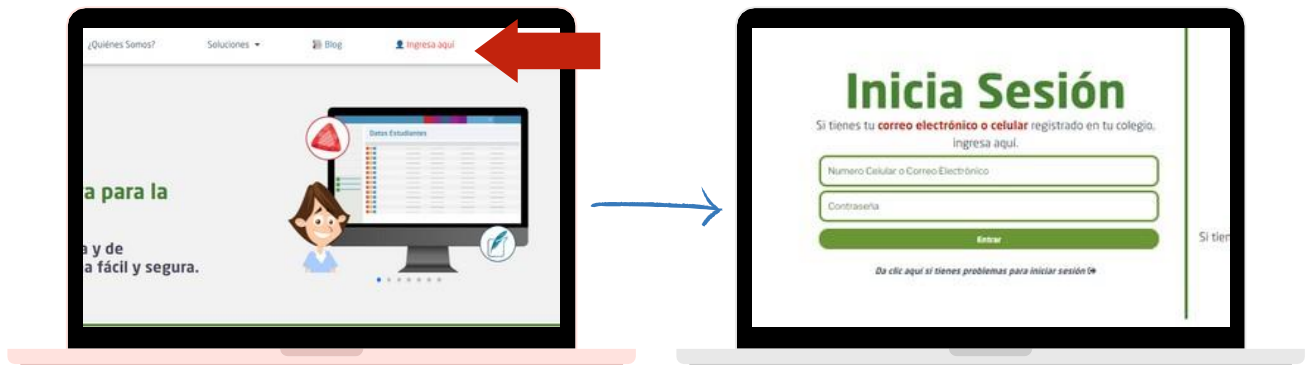 ¿Quiénes Somos?
Soluciones
Blog
Ingresa aquí
Datos Estudiantes
a para la
a y de
a fácil y segura.
Inicia Sesión
Si tienes tu correo electrónico o celular registrado en tu colegio,
ingresa aquí.
Numero Celular o Correo Electrónico
Contraseña
Entrar
Da clic aquí si tienes problemas para iniciar sesión
Si tien